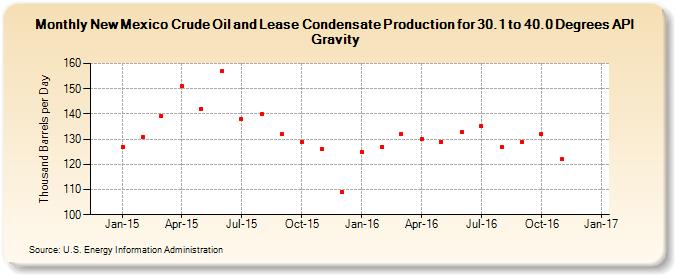 Monthly New Mexico Crude Oil and Lease Condensate Production for 30.1 to 40.0 Degrees API
Gravity
Thousand Barrels per Day
160
150
140
130
120
110
100
Jan-15 Apr-15 Jul-15 Oct-15 Jan-16 Apr-16 Jul-16 Oct-16 Jan-17
Source: U.S. Energy Information Administration